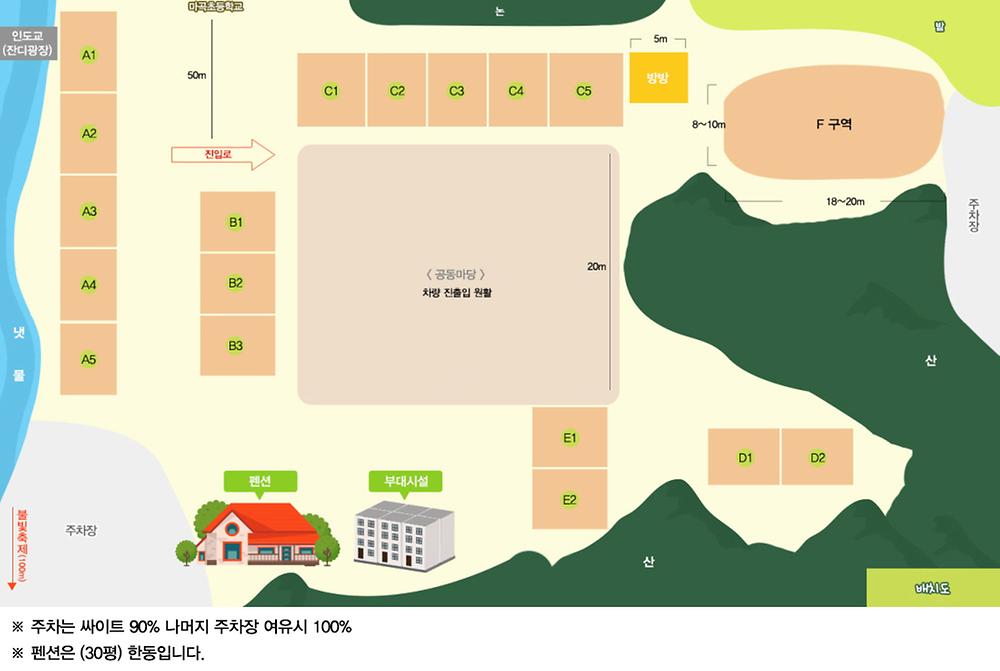 마곡초등학교
논
밭
인도교
(잔디광장)
A1
50m
5m
C1
C2
C3
C4
C5
방방
8~10m
F 구역
A2
진입로
18~20m
주차장
A3
B1
〈 공동마당 〉
차량 진출입 원활
20m
A4
B2
냇물
A5
B3
산
E1
D1
D2
펜션
부대시설
E2
불빛축제(100m)
주차장
산
배치도
※ 주차는 싸이트 90% 나머지 주차장 여유시 100%
※ 펜션은 (30평) 한동입니다.